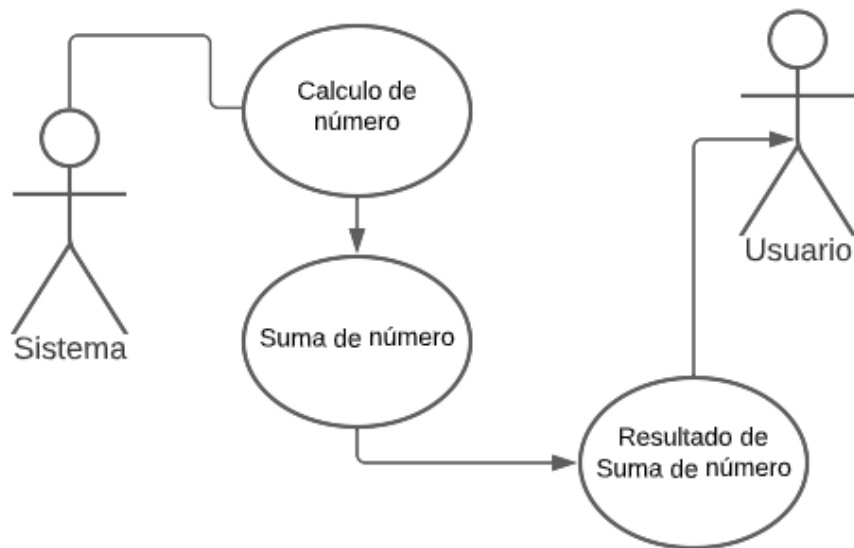 Calculo de
número
Usuario
Sistema
Suma de número
Resultado de
Suma de número